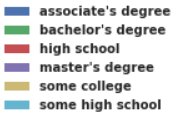 associate's degree
bachelor's degree
high school
master's degree
some college
some high school